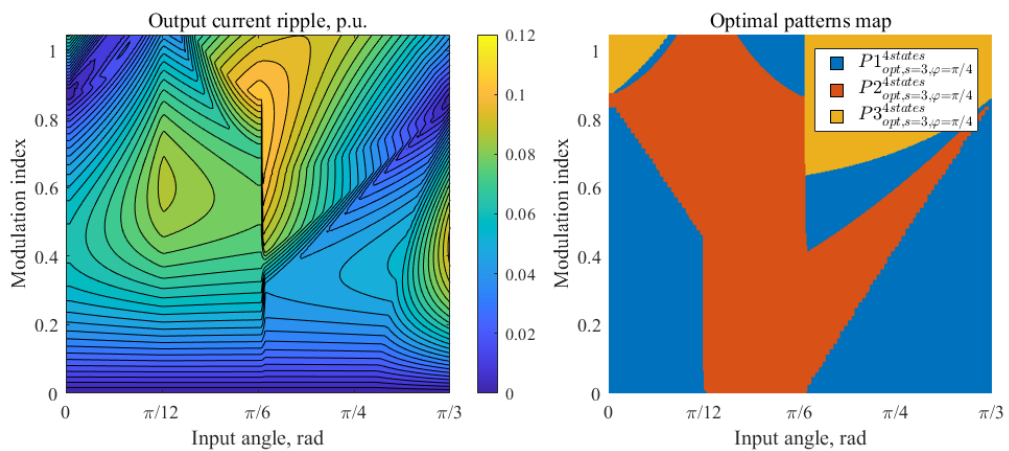 Output current ripple, p.u.
Modulation index
1
0.8
0.6
0.4
0.2
0
0 π/12 π/6 π/4 π/3
Input angle, rad
0.12
0.1
0.08
0.06
0.04
0.02
0
Optimal patterns map
Modulation index
1
0.8
0.6
0.4
0.2
0
0 π/12 π/6 π/4 π/3
Input angle, rad
P1^{4states}_{opt,s=3,φ=π/4}
P2^{4states}_{opt,s=3,φ=π/4}
P3^{4states}_{opt,s=3,φ=π/4}